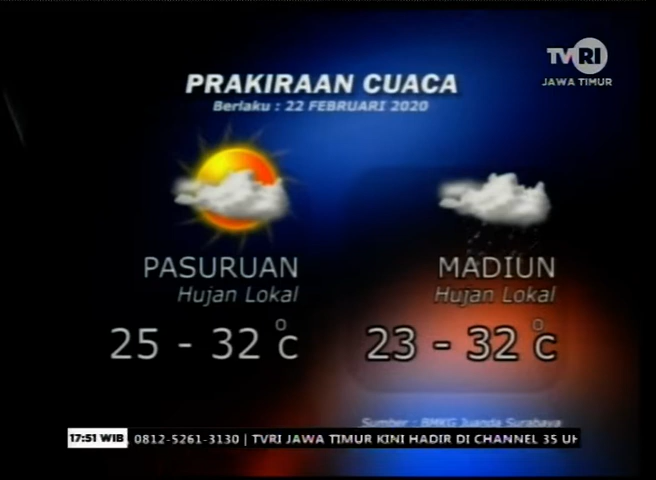 TVRI
JAWA TIMUR
PRAKIRAAN CUACA
Berlaku : 22 FEBRUARI 2020
PASURUAN
Hujan Lokal
25 - 32 °c
MADIUN
Hujan Lokal
23 - 32 °c
Sumber : BMKG Juanda Surabaya
17:51 WIB
0812-5261-3130 | TVRI JAWA TIMUR KINI HADIR DI CHANNEL 35 UH